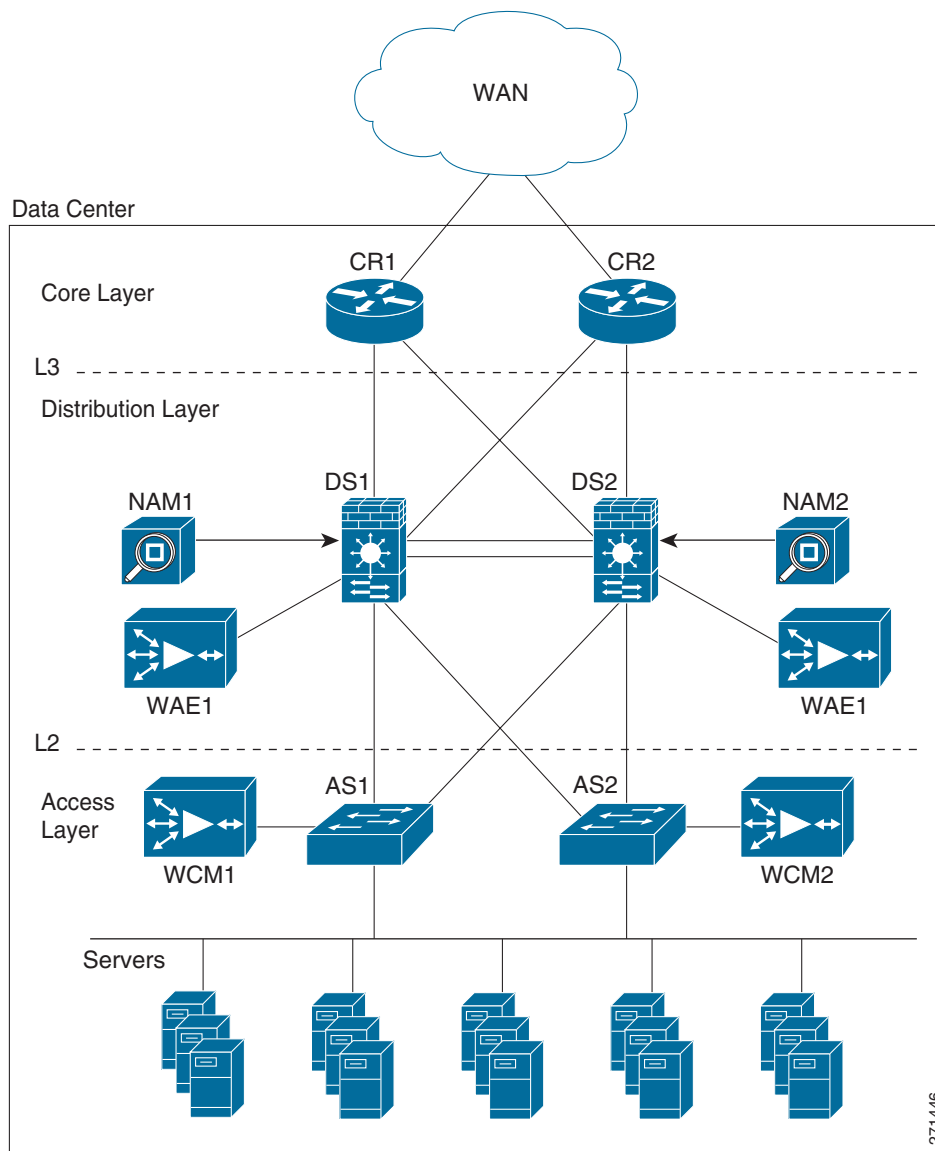 WAN
Data Center
CR1
CR2
Core Layer
L3
Distribution Layer
DS1
DS2
NAM1
NAM2
WAE1
WAE1
L2
AS1
AS2
Access
Layer
WCM1
WCM2
Servers
271446